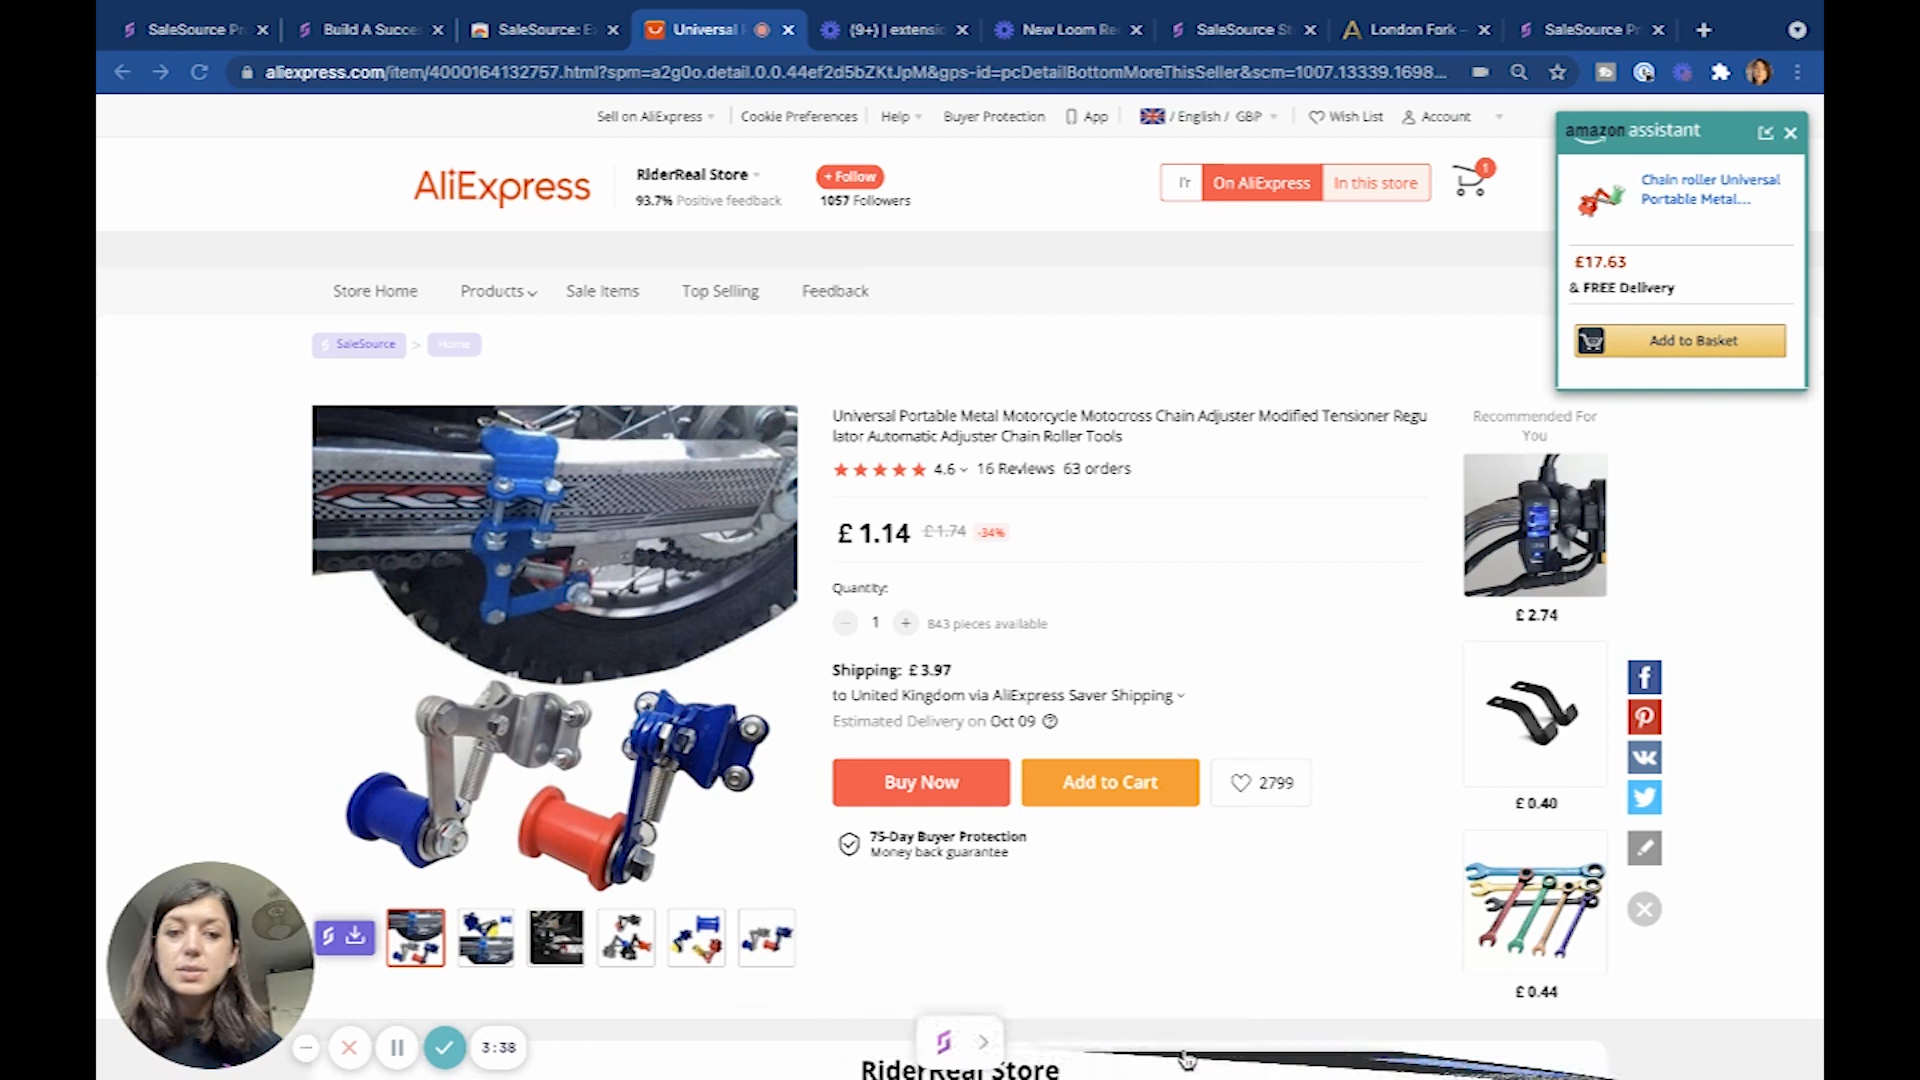 SaleSource Pr
Build A Succes
SaleSource: E
Universal
(9+) | extensio
New Loom Re
SaleSource St
London Fork –
SaleSource Pr
aliexpress.com/item/4000164132757.html?spm=a2g0o.detail.0.0.44ef2d5bZKtJpM&gps-id=pcDetailBottomMoreThisSeller&scm=1007.13339.1698...
Sell on AliExpress
Cookie Preferences
Help
Buyer Protection
App
/ English / GBP
Wish List
Account
AliExpress
RiderReal Store
93.7% Positive feedback
+ Follow
1057 Followers
I'r
On AliExpress
In this store
1
amazon assistant
Chain roller Universal
Portable Metal...
£17.63
& FREE Delivery
Add to Basket
Store Home
Products
Sale Items
Top Selling
Feedback
SaleSource
>
Home
Universal Portable Metal Motorcycle Motocross Chain Adjuster Modified Tensioner Regu
lator Automatic Adjuster Chain Roller Tools
4.6
16 Reviews
63 orders
£ 1.14
£ 1.74
-34%
Quantity:
1
843 pieces available
Shipping: £ 3.97
to United Kingdom via AliExpress Saver Shipping
Estimated Delivery on Oct 09
Buy Now
Add to Cart
2799
75-Day Buyer Protection
Money back guarantee
Recommended For
You
£ 2.74
£ 0.40
£ 0.44
3:38
RiderReal Store